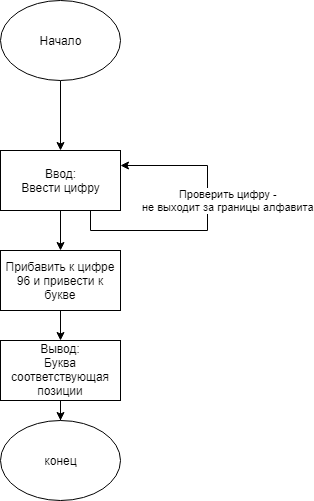 Начало
Ввод:
Ввести цифру
Проверить цифру -
не выходит за границы алфавита
Прибавить к цифре
96 и привести к
букве
Вывод:
Буква
соответствующая
позиции
конец